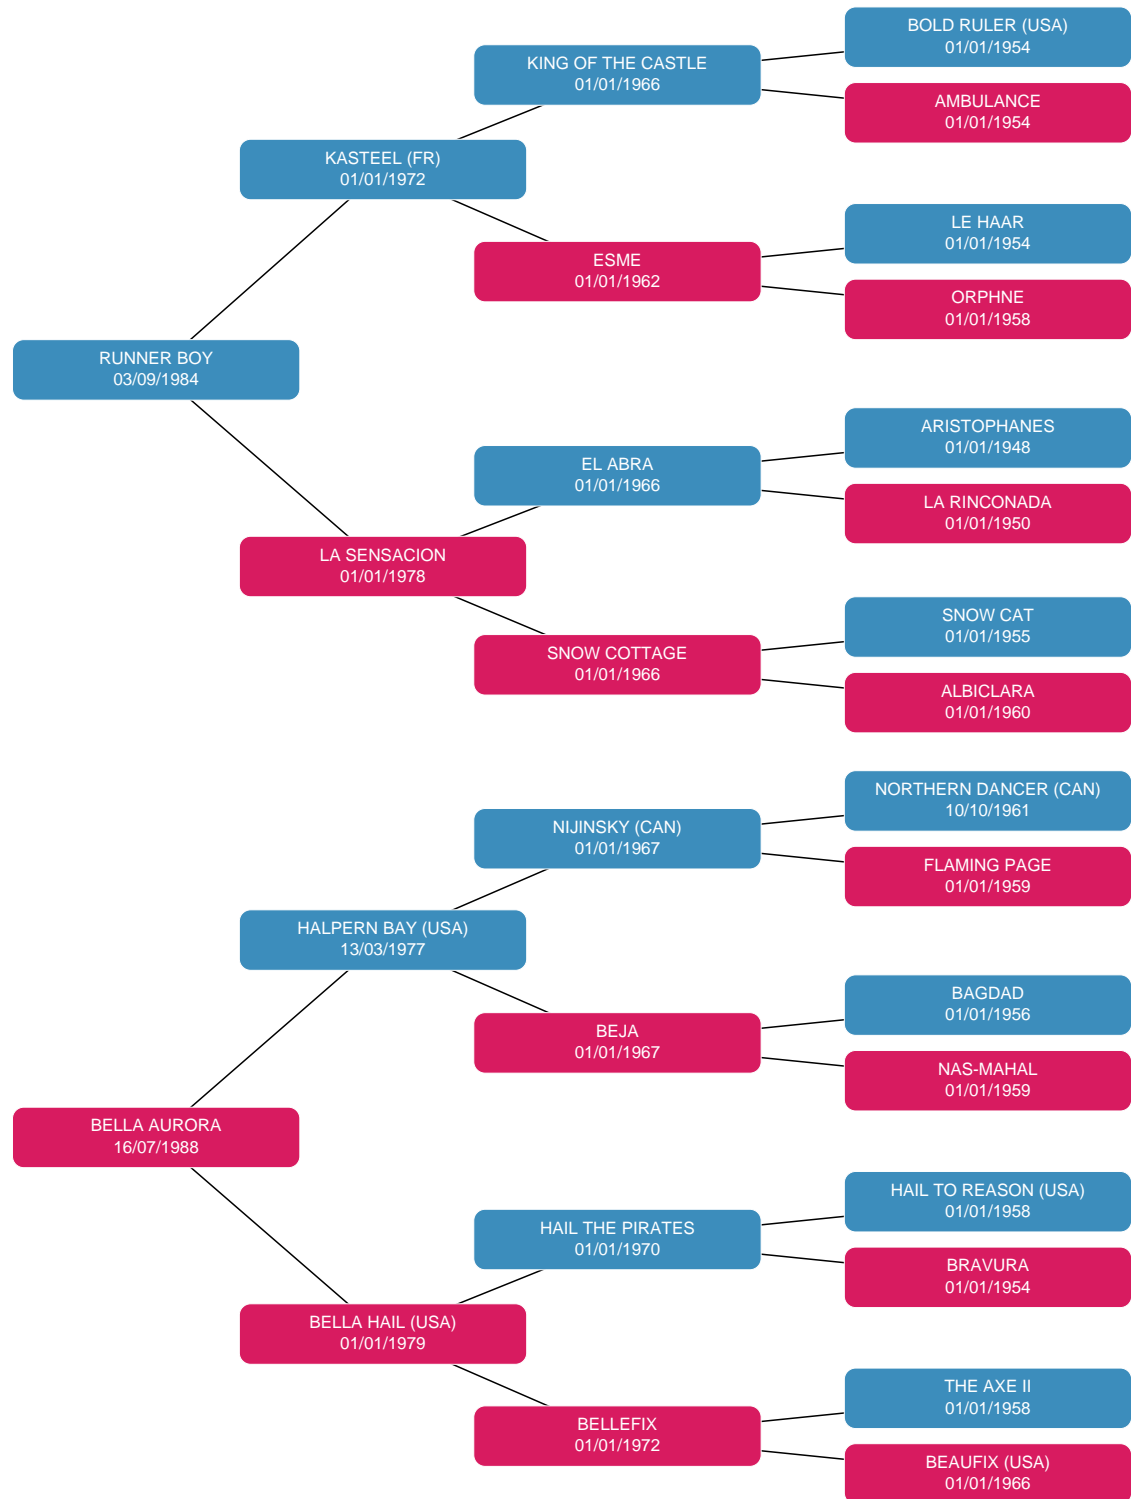 BOLD RULER (USA)
01/01/1954
KING OF THE CASTLE
01/01/1966
AMBULANCE
01/01/1954
KASTEEL (FR)
01/01/1972
LE HAAR
01/01/1954
ESME
01/01/1962
ORPHNE
01/01/1958
RUNNER BOY
03/09/1984
ARISTOPHANES
01/01/1948
EL ABRA
01/01/1966
LA RINCONADA
01/01/1950
LA SENSACION
01/01/1978
SNOW CAT
01/01/1955
SNOW COTTAGE
01/01/1966
ALBICLARA
01/01/1960
NORTHERN DANCER (CAN)
10/10/1961
NIJINSKY (CAN)
01/01/1967
FLAMING PAGE
01/01/1959
HALPERN BAY (USA)
13/03/1977
BAGDAD
01/01/1956
BEJA
01/01/1967
NAS-MAHAL
01/01/1959
BELLA AURORA
16/07/1988
HAIL TO REASON (USA)
01/01/1958
HAIL THE PIRATES
01/01/1970
BRAVURA
01/01/1954
BELLA HAIL (USA)
01/01/1979
THE AXE II
01/01/1958
BELLEFIX
01/01/1972
BEAUFIX (USA)
01/01/1966